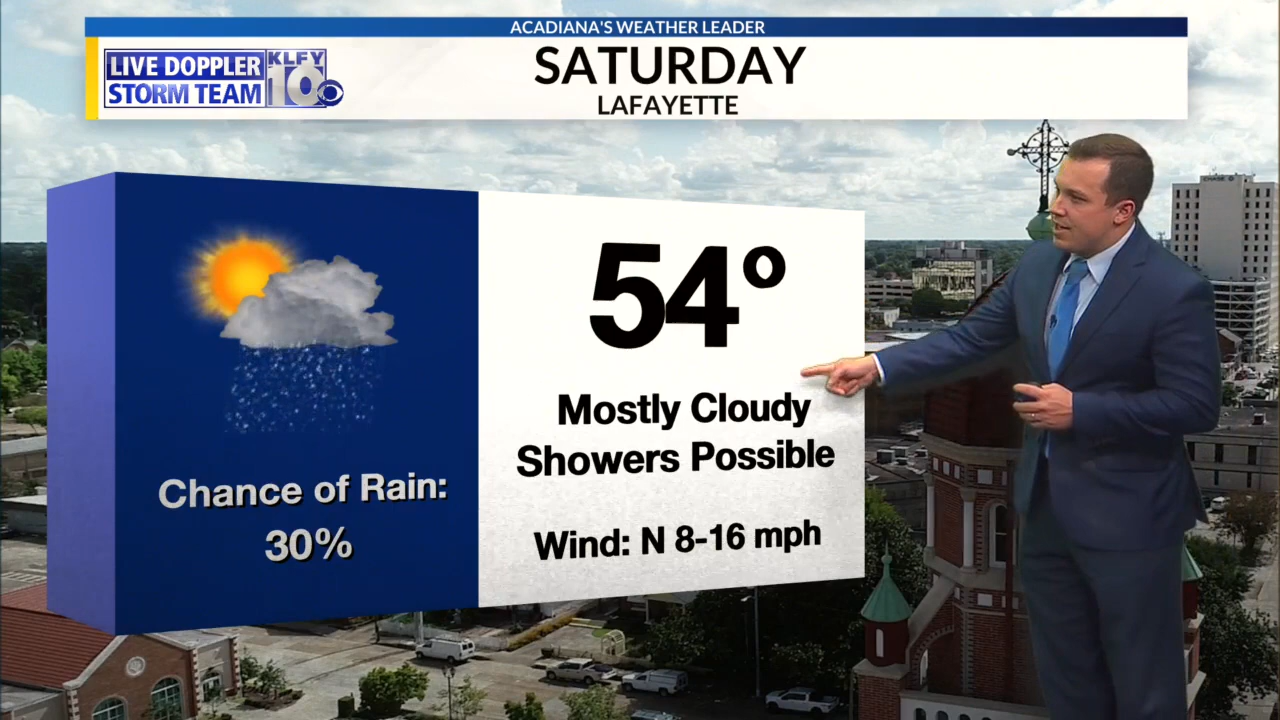 ACADIANA'S WEATHER LEADER
LIVE DOPPLER
STORM TEAM
KLFY
10
SATURDAY
LAFAYETTE
54°
Mostly Cloudy
Showers Possible
Wind: N 8-16 mph
Chance of Rain:
30%
CHASE